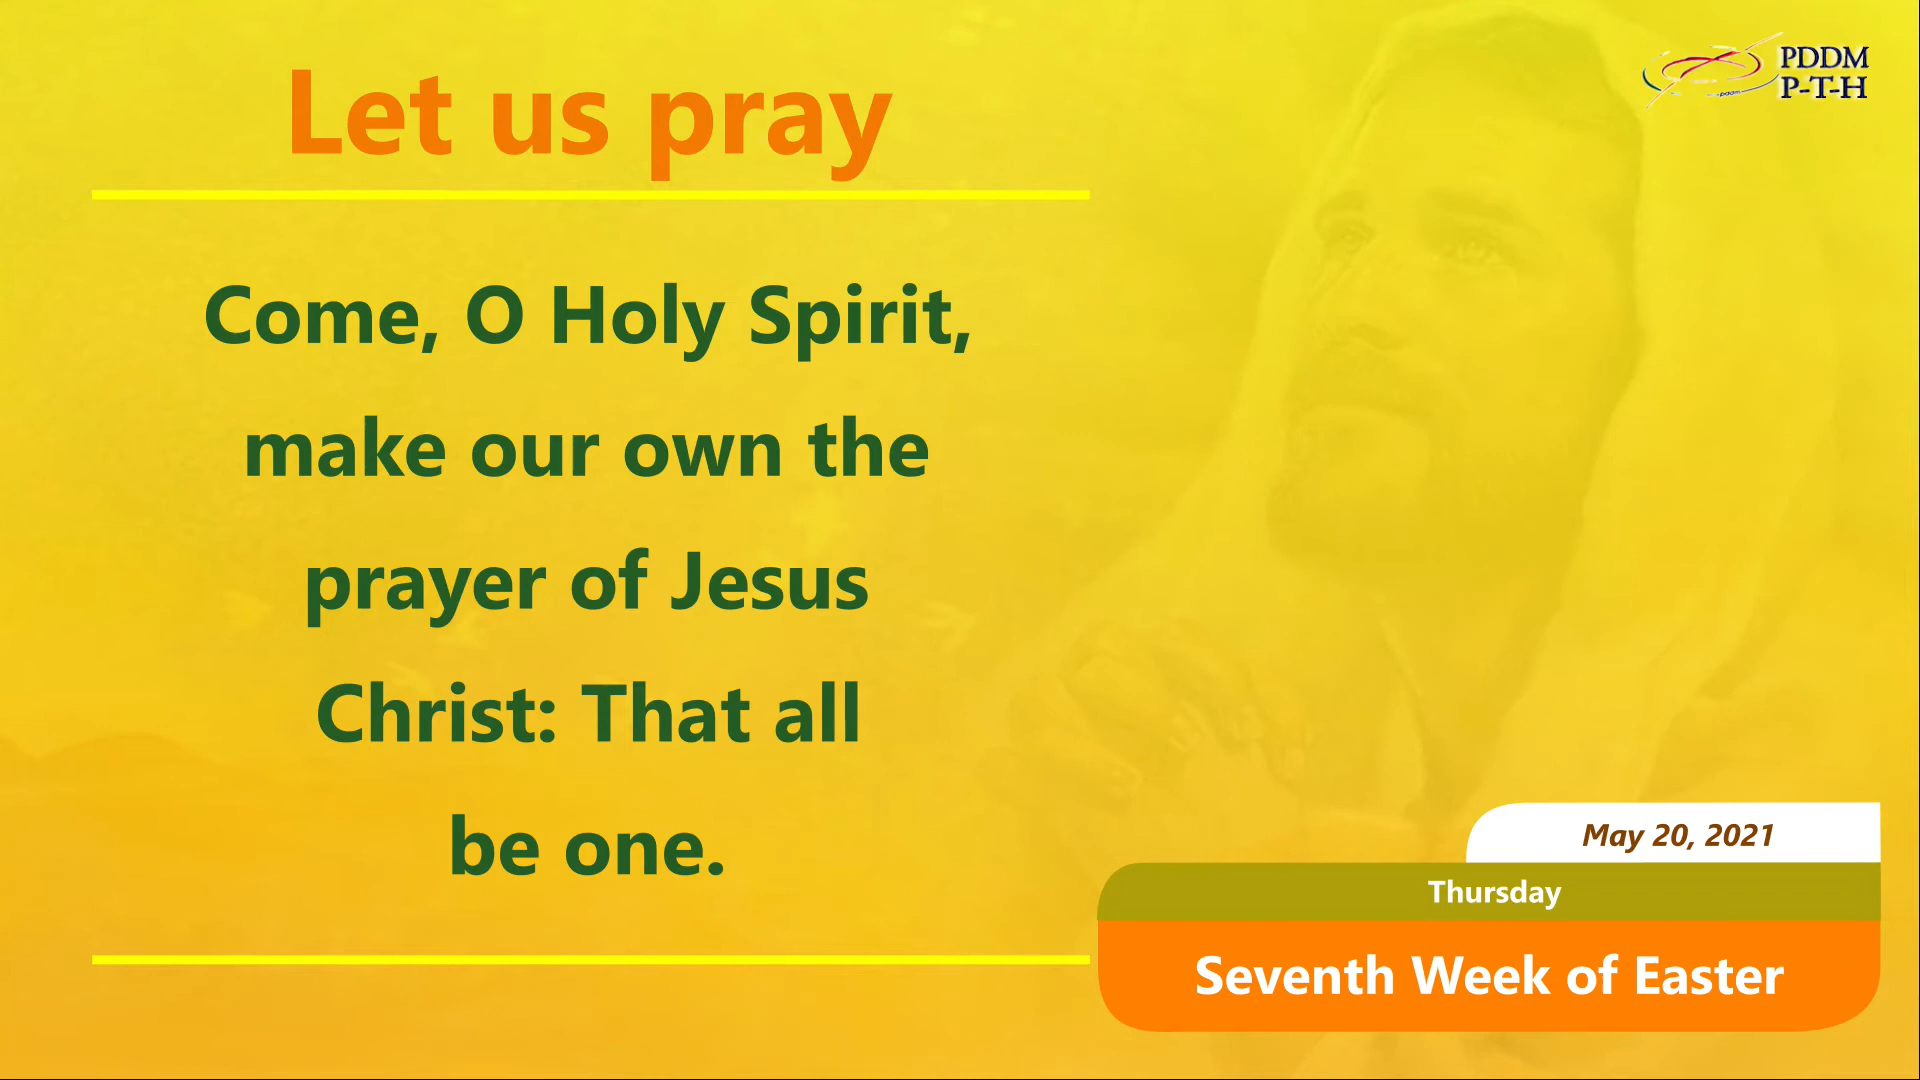 Let us pray
Come, O Holy Spirit,
make our own the
prayer of Jesus
Christ: That all
be one.
PDDM
P-T-H
pddm
May 20, 2021
Thursday
Seventh Week of Easter